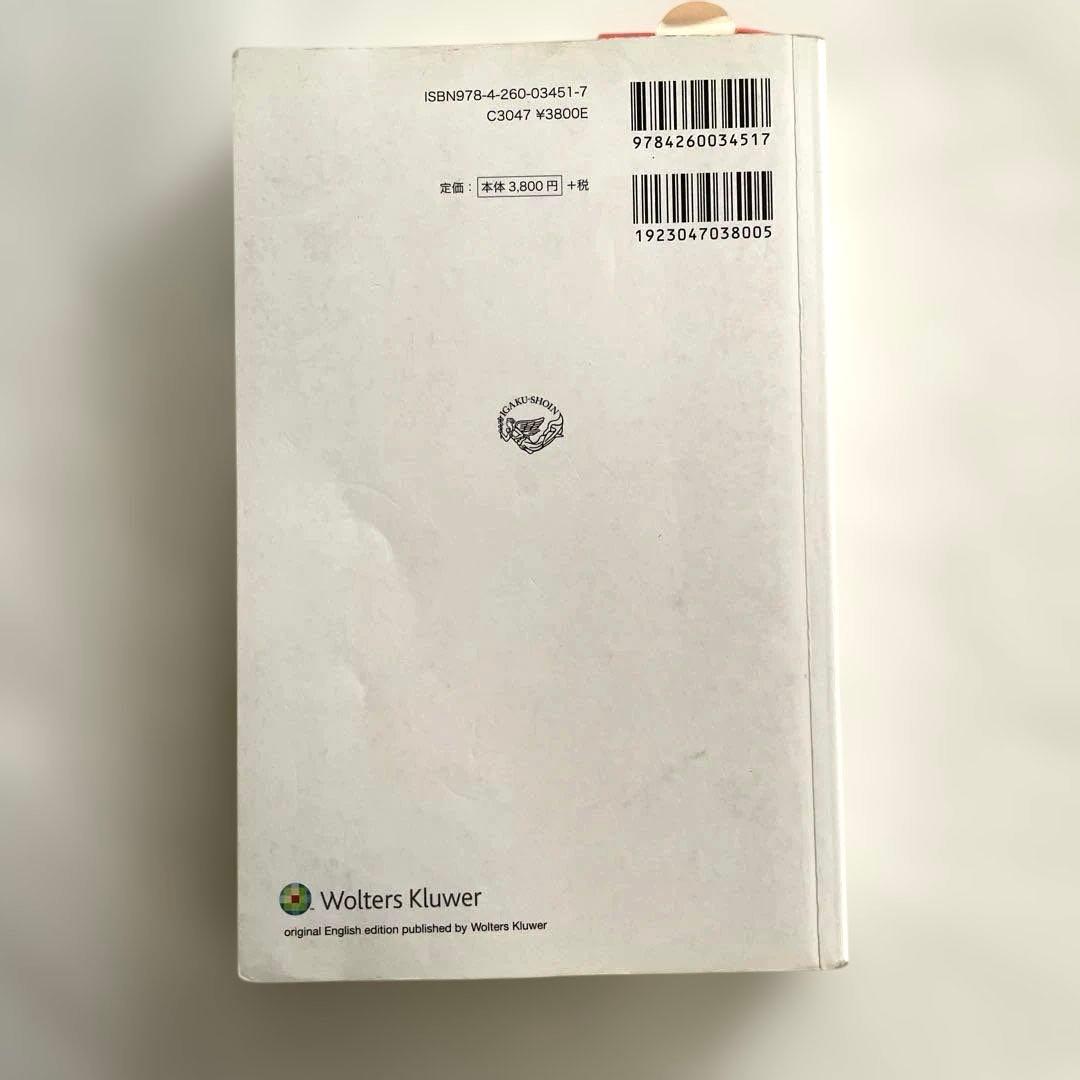 ISBN978-4-260-03451-7
C3047 ¥3800E
9784260034517
定価：本体 3,800 円 +税
1923047038005
IGAKU-SHOIN
Wolters Kluwer
original English edition published by Wolters Kluwer